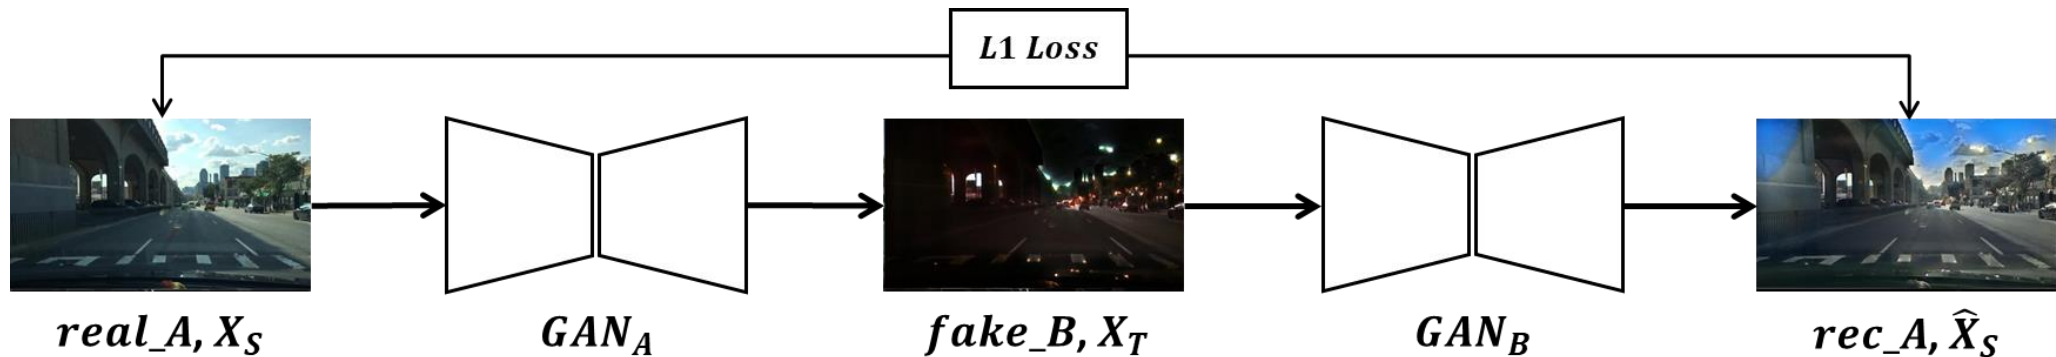 L1 Loss
real_A, X_S
GAN_A
fake_B, X_T
GAN_B
rec_A, X̂_S